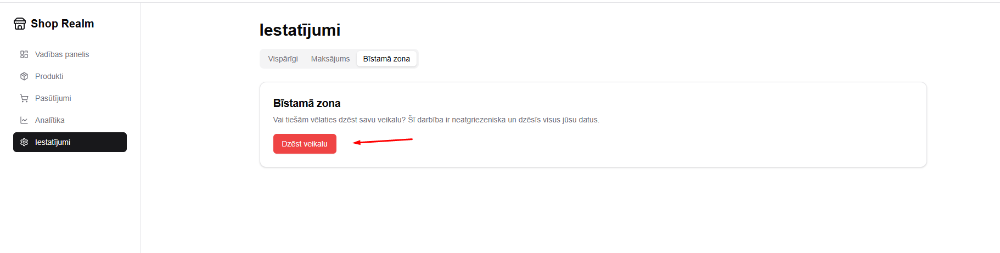 Shop Realm
Vadības panelis
Produkti
Pasūtījumi
Analītika
Iestatījumi
Iestatījumi
Vispārīgi Maksājums Bīstamā zona
Bīstamā zona
Vai tiešām vēlaties dzēst savu veikalu? Šī darbība ir neatgriezeniska un dzēsīs visus jūsu datus.
Dzēst veikalu